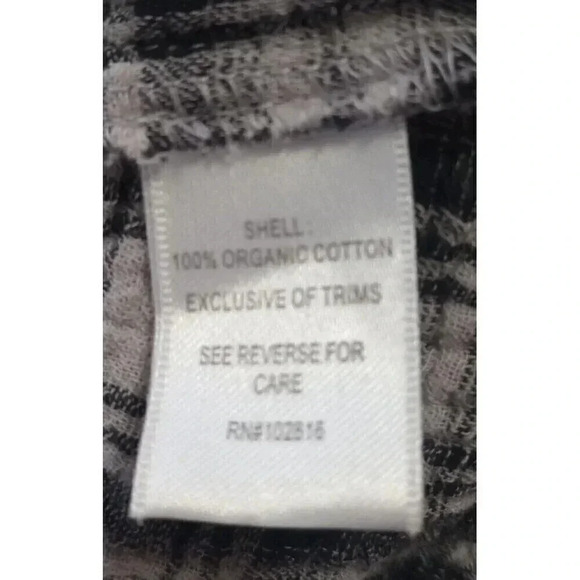 SHELL:
100% ORGANIC COTTON
EXCLUSIVE OF TRIMS
SEE REVERSE FOR
CARE
RN#102816